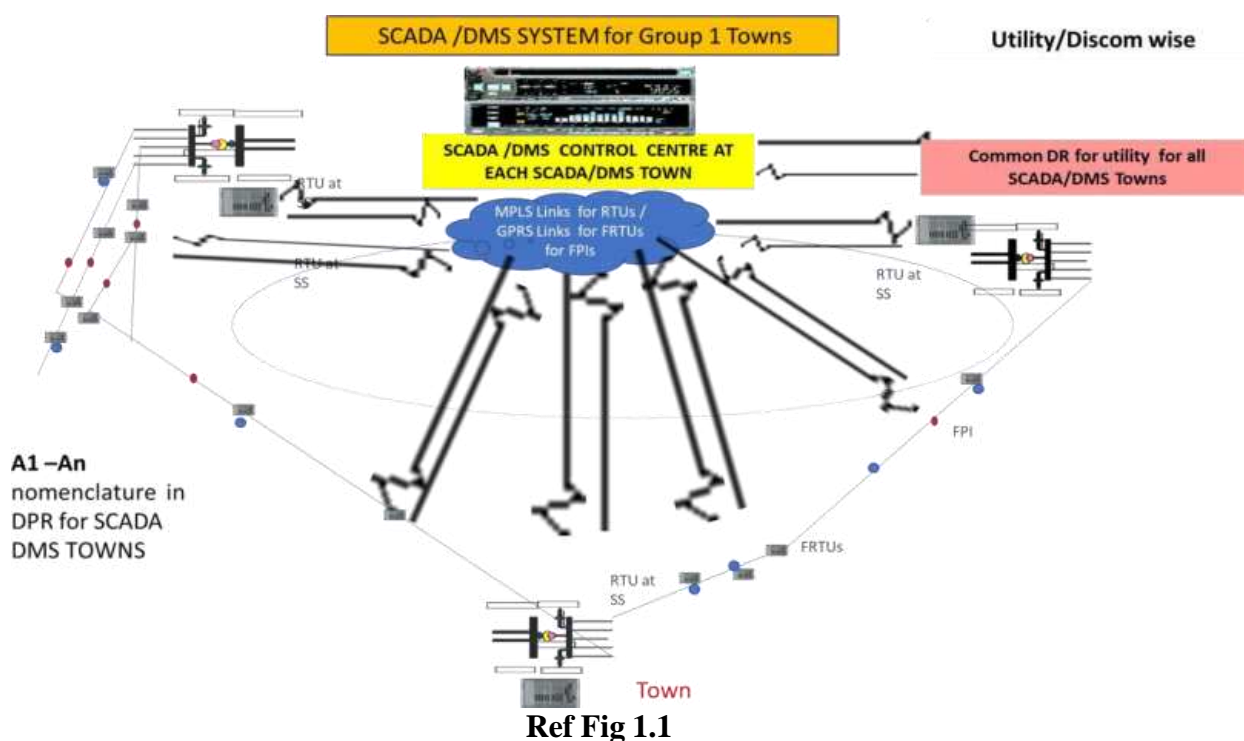 SCADA /DMS SYSTEM for Group 1 Towns
Utility/Discom wise
SCADA /DMS CONTROL CENTRE AT
EACH SCADA/DMS TOWN
Common DR for utility for all
SCADA/DMS Towns
RTU at
S
MPLS Links for RTUs /
GPRS Links for FRTUs
for FPIs
RTU at
SS
RTU at
SS
FPI
A1 –An
nomenclature in
DPR for SCADA
DMS TOWNS
FRTUs
RTU at
SS
Town
Ref Fig 1.1